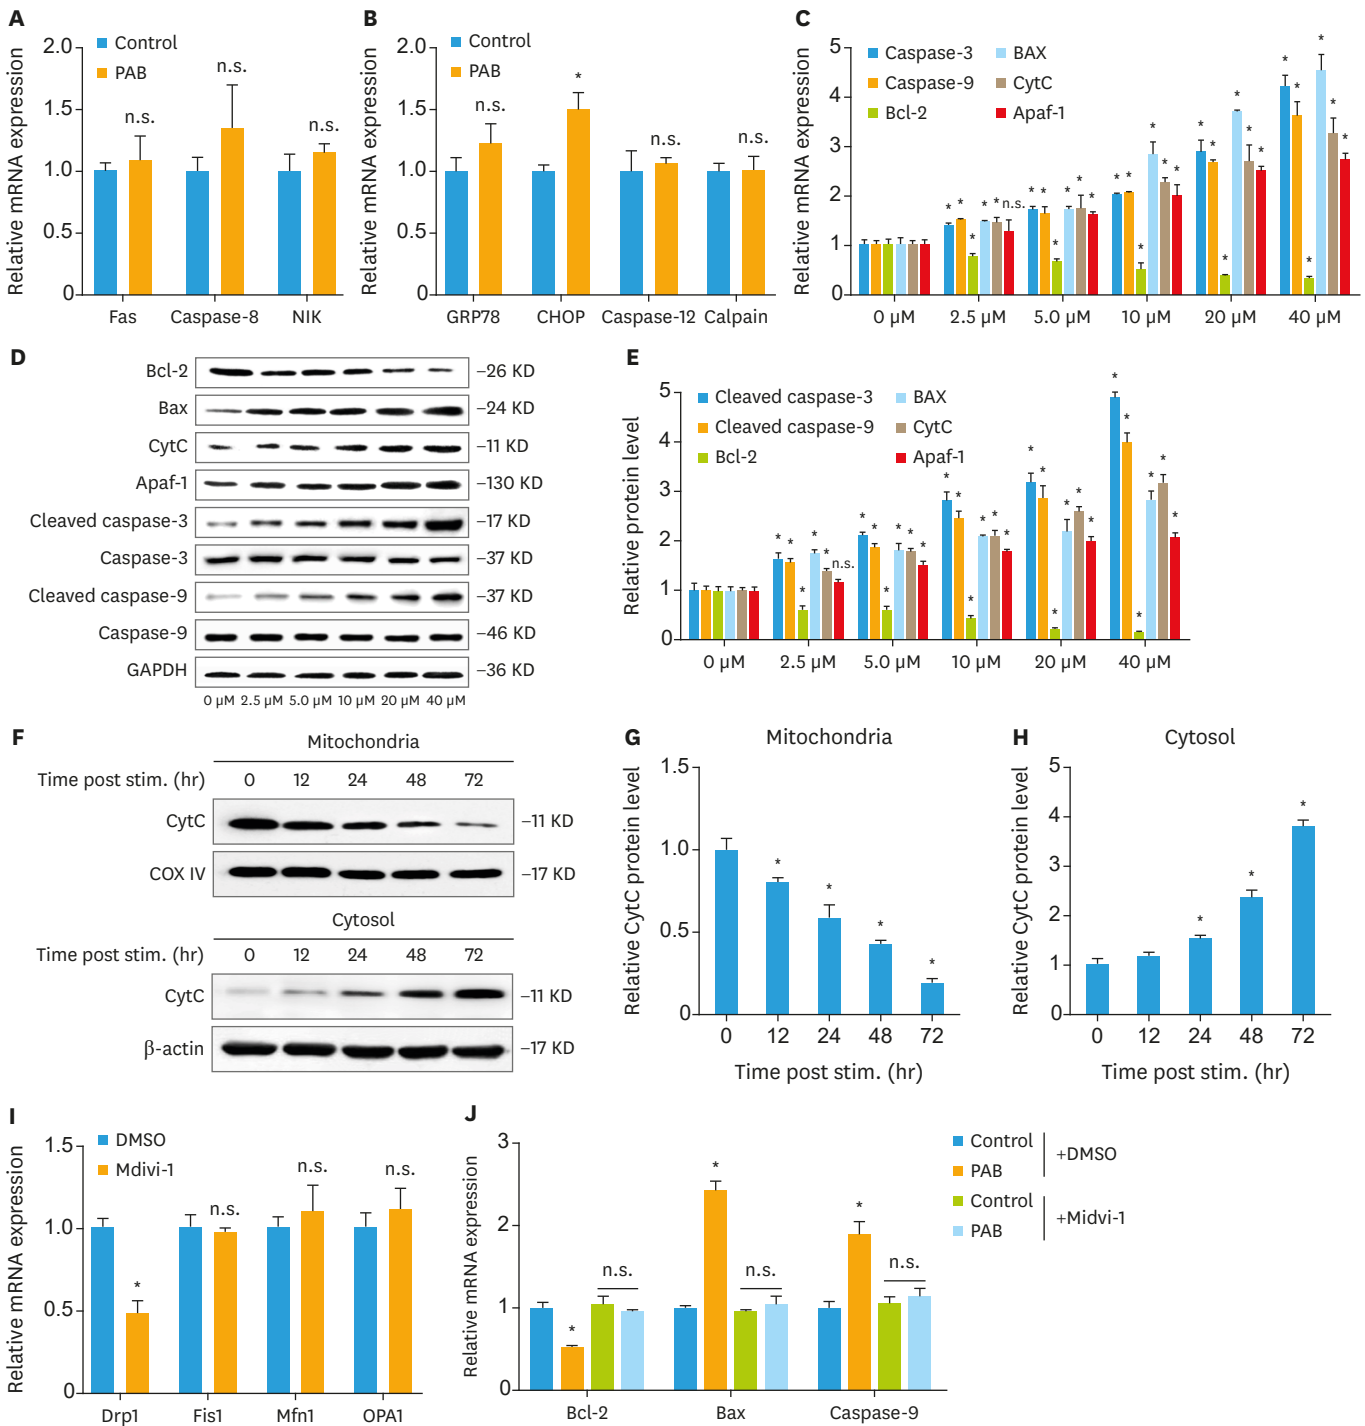 A
Relative mRNA expression
2.0
1.5
1.0
0.5
0
Control
PAB
n.s.
n.s.
n.s.
Fas Caspase-8 NIK
B
Relative mRNA expression
2.0
1.5
1.0
0.5
0
Control
PAB
n.s.
*
n.s.
n.s.
GRP78 CHOP Caspase-12 Calpain
C
Relative mRNA expression
5
4
3
2
1
0
Caspase-3 BAX
Caspase-9 CytC
Bcl-2 Apaf-1
* * * * * n.s.
* * * * * *
* * * * * *
* * * * * *
* * * * * *
0 µM 2.5 µM 5.0 µM 10 µM 20 µM 40 µM
D
Bcl-2 –26 KD
Bax –24 KD
CytC –11 KD
Apaf-1 –130 KD
Cleaved caspase-3 –17 KD
Caspase-3 –37 KD
Cleaved caspase-9 –37 KD
Caspase-9 –46 KD
GAPDH –36 KD
0 µM 2.5 µM 5.0 µM 10 µM 20 µM 40 µM
E
Relative protein level
5
4
3
2
1
0
Cleaved caspase-3 BAX
Cleaved caspase-9 CytC
Bcl-2 Apaf-1
* * * * * n.s.
* * * * * *
* * * * * *
* * * * * *
* * * * * *
0 µM 2.5 µM 5.0 µM 10 µM 20 µM 40 µM
F
Mitochondria
Time post stim. (hr) 0 12 24 48 72
CytC –11 KD
COX IV –17 KD
Cytosol
Time post stim. (hr) 0 12 24 48 72
CytC –11 KD
β-actin –17 KD
G
Mitochondria
Relative CytC protein level
1.5
1.0
0.5
0
* * * *
0 12 24 48 72
Time post stim. (hr)
H
Cytosol
Relative CytC protein level
5
4
3
2
1
0
* * *
0 12 24 48 72
Time post stim. (hr)
I
Relative mRNA expression
1.5
1.0
0.5
0
DMSO
Mdivi-1
*
n.s.
n.s.
n.s.
Drp1 Fis1 Mfn1 OPA1
J
Relative mRNA expression
3
2
1
0
*
n.s.
*
n.s.
*
n.s.
Bcl-2 Bax Caspase-9
Control
PAB
+DMSO
Control
PAB
+Midvi-1